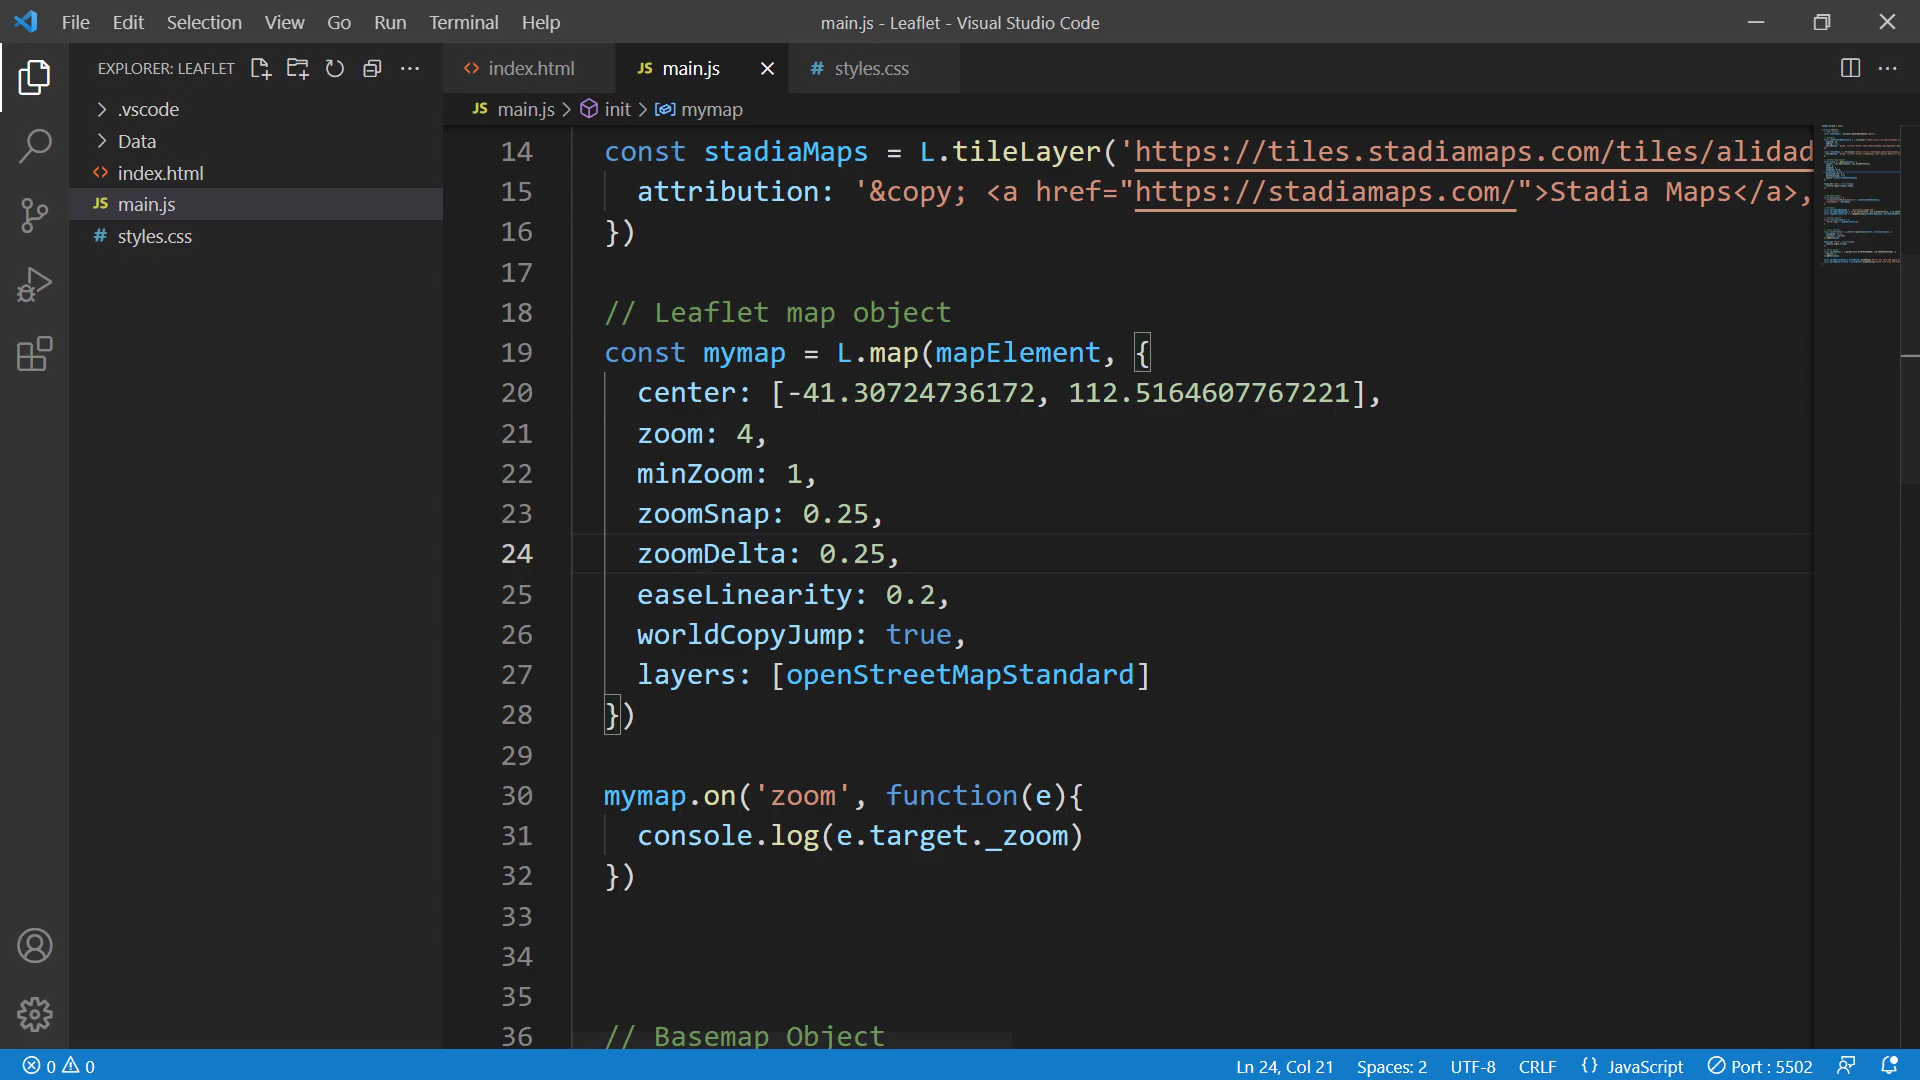 File Edit Selection View Go Run Terminal Help
main.js - Leaflet - Visual Studio Code
EXPLORER: LEAFLET
.vscode
Data
index.html
JS main.js
# styles.css
index.html
JS main.js
# styles.css
JS main.js > init > mymap
14 const stadiaMaps = L.tileLayer('https://tiles.stadiamaps.com/tiles/alidad
15 attribution: '&copy; <a href="https://stadiamaps.com/">Stadia Maps</a>,
16 })
17
18 // Leaflet map object
19 const mymap = L.map(mapElement, {
20 center: [-41.30724736172, 112.5164607767221],
21 zoom: 4,
22 minZoom: 1,
23 zoomSnap: 0.25,
24 zoomDelta: 0.25,
25 easeLinearity: 0.2,
26 worldCopyJump: true,
27 layers: [openStreetMapStandard]
28 })
29
30 mymap.on('zoom', function(e){
31 console.log(e.target._zoom)
32 })
33
34
35
36 // Basemap Object
0 0
Ln 24, Col 21 Spaces: 2 UTF-8 CRLF {} JavaScript Port : 5502